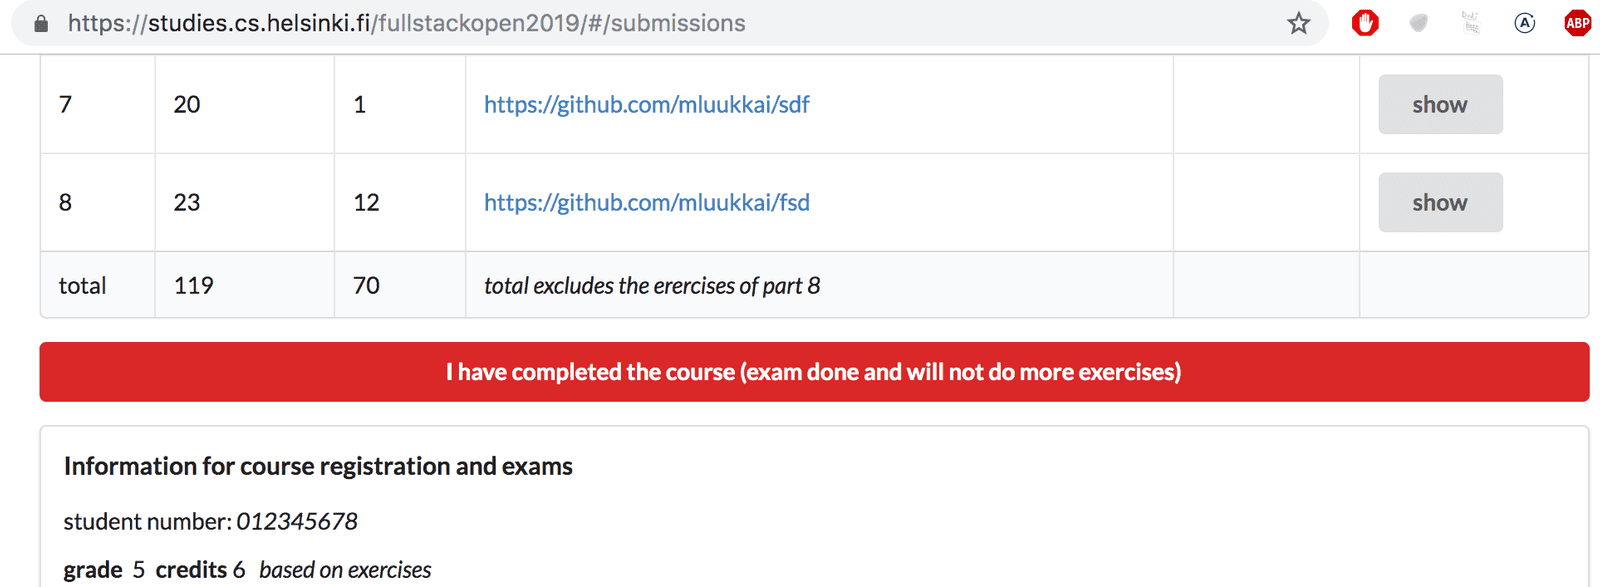 https://studies.cs.helsinki.fi/fullstackopen2019/#/submissions
ABP
7 20 1 https://github.com/mluukkai/sdf show
8 23 12 https://github.com/mluukkai/fsd show
total 119 70 total excludes the erercises of part 8
I have completed the course (exam done and will not do more exercises)
Information for course registration and exams
student number: 012345678
grade 5 credits 6 based on exercises